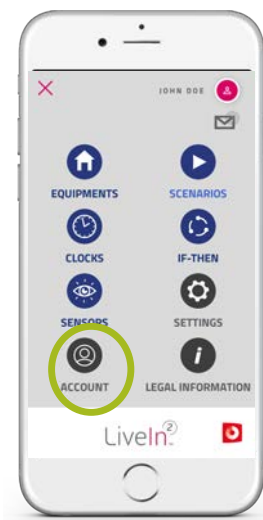 JOHN DOE
EQUIPMENTS SCENARIOS
CLOCKS IF-THEN
SENSORS SETTINGS
ACCOUNT LEGAL INFORMATION
LiveIn2